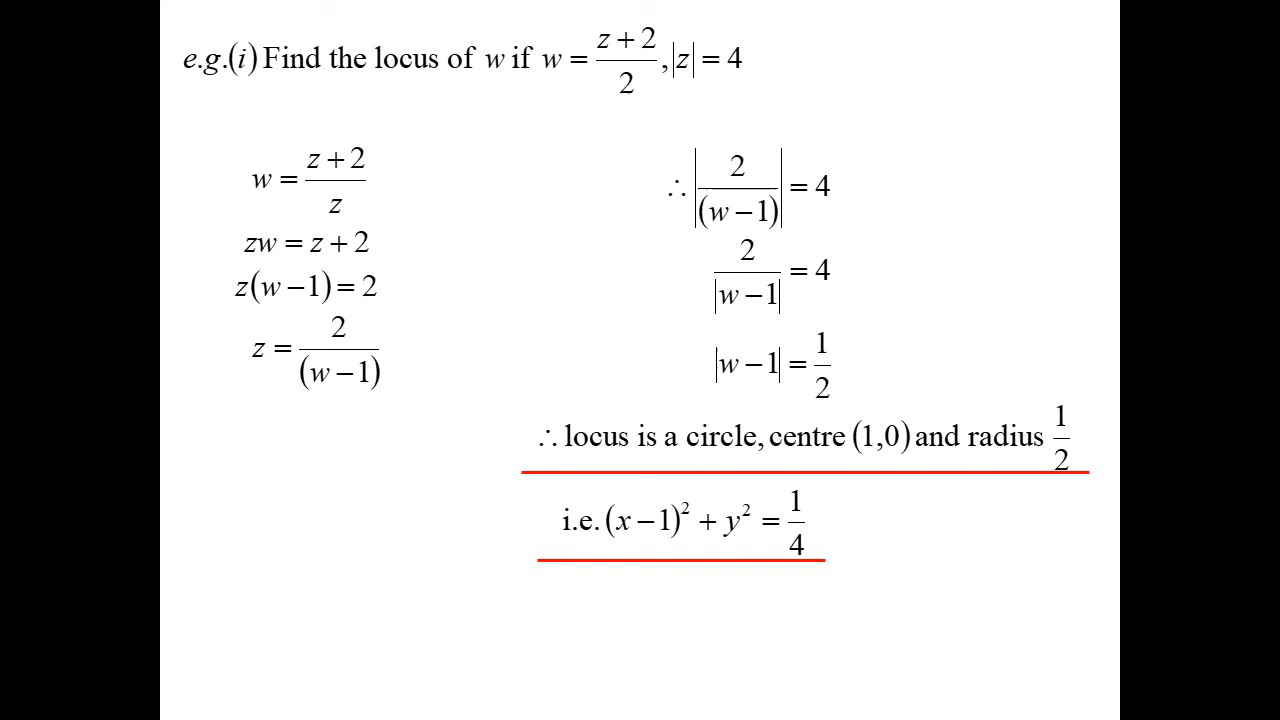 e.g.(i) Find the locus of w if w = (z + 2)/2, |z| = 4
w = (z + 2)/z
zw = z + 2
z(w − 1) = 2
z = 2/(w − 1)
∴ |2/(w − 1)| = 4
2/|w − 1| = 4
|w − 1| = 1/2
∴ locus is a circle, centre (1,0) and radius 1/2
i.e. (x − 1)² + y² = 1/4